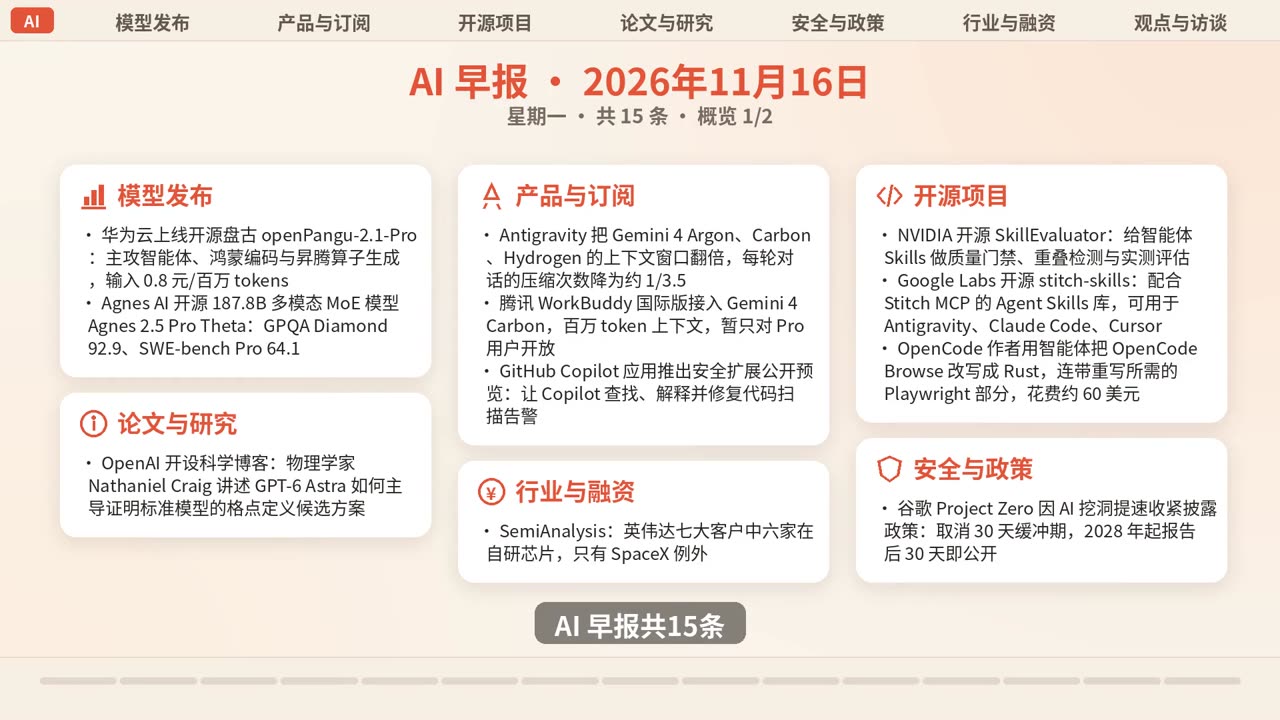 AI
模型发布
产品与订阅
开源项目
论文与研究
安全与政策
行业与融资
观点与访谈
AI 早报 · 2026年11月16日
星期一 · 共 15 条 · 概览 1/2
模型发布
· 华为云上线开源盘古 openPangu-2.1-Pro
：主攻智能体、鸿蒙编码与昇腾算子生成
，输入 0.8 元/百万 tokens
· Agnes AI 开源 187.8B 多模态 MoE 模型
Agnes 2.5 Pro Theta：GPQA Diamond
92.9、SWE-bench Pro 64.1
论文与研究
· OpenAI 开设科学博客：物理学家
Nathaniel Craig 讲述 GPT-6 Astra 如何主
导证明标准模型的格点定义候选方案
产品与订阅
· Antigravity 把 Gemini 4 Argon、Carbon
、Hydrogen 的上下文窗口翻倍，每轮对
话的压缩次数降为约 1/3.5
· 腾讯 WorkBuddy 国际版接入 Gemini 4
Carbon，百万 token 上下文，暂只对 Pro
用户开放
· GitHub Copilot 应用推出安全扩展公开预
览：让 Copilot 查找、解释并修复代码扫
描告警
行业与融资
· SemiAnalysis：英伟达七大客户中六家在
自研芯片，只有 SpaceX 例外
开源项目
· NVIDIA 开源 SkillEvaluator：给智能体
Skills 做质量门禁、重叠检测与实测评估
· Google Labs 开源 stitch-skills：配合
Stitch MCP 的 Agent Skills 库，可用于
Antigravity、Claude Code、Cursor
· OpenCode 作者用智能体把 OpenCode
Browse 改写成 Rust，连带重写所需的
Playwright 部分，花费约 60 美元
安全与政策
· 谷歌 Project Zero 因 AI 挖洞提速收紧披露
政策：取消 30 天缓冲期，2028 年起报告
后 30 天即公开
AI 早报共15条